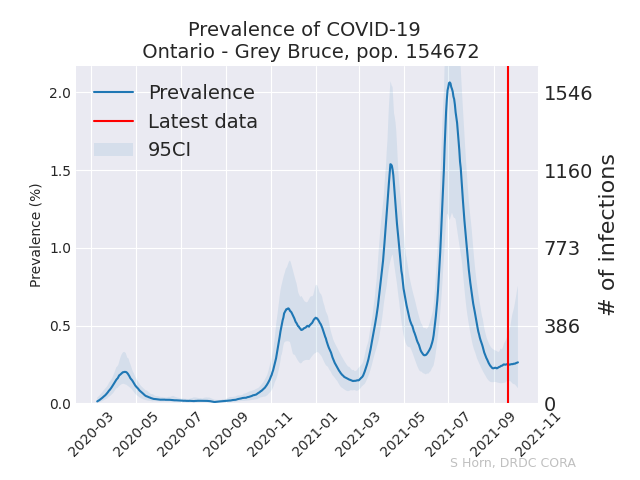 Prevalence of COVID-19
Ontario - Grey Bruce, pop. 154672
Prevalence
Latest data
95CI
Prevalence (%)
2.0
1.5
1.0
0.5
0.0
1546
1160
773
386
0
# of infections
2020-03
2020-05
2020-07
2020-09
2020-11
2021-01
2021-03
2021-05
2021-07
2021-09
2021-11
S Horn, DRDC CORA